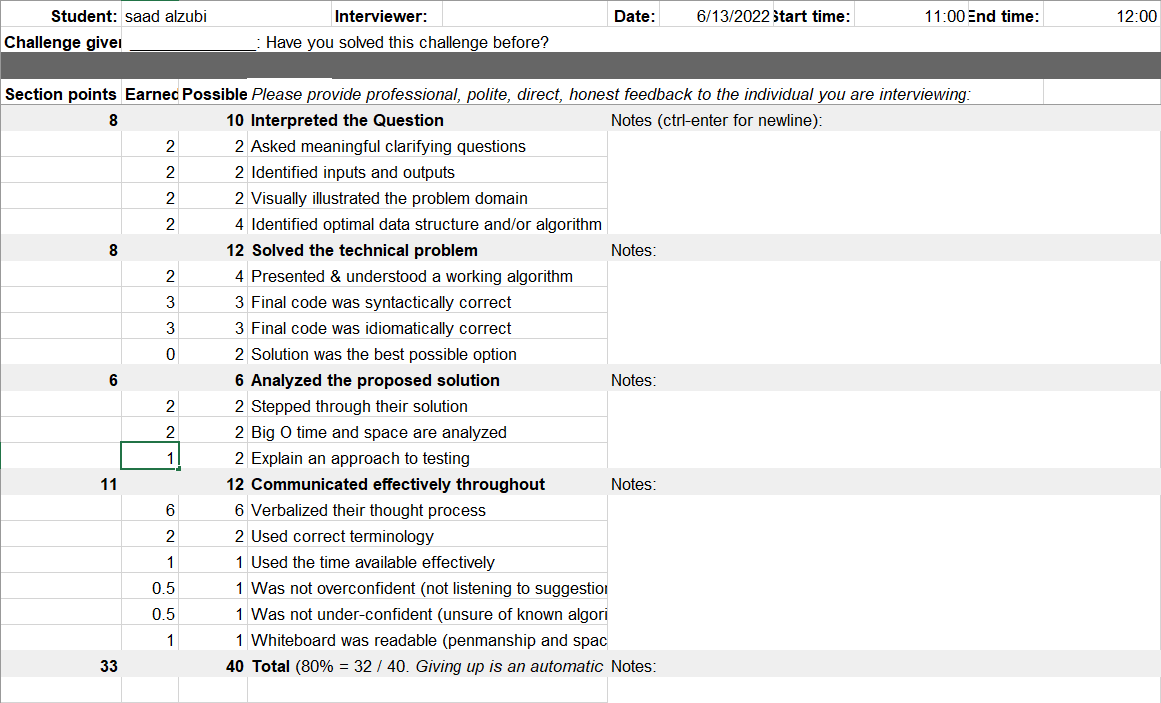 Student: saad alzubi Interviewer: Date: 6/13/2022 Start time: 11:00 End time: 12:00
Challenge given _______________: Have you solved this challenge before?
Section points Earned Possible Please provide professional, polite, direct, honest feedback to the individual you are interviewing:
8 10 Interpreted the Question Notes (ctrl-enter for newline):
2 2 Asked meaningful clarifying questions
2 2 Identified inputs and outputs
2 2 Visually illustrated the problem domain
2 4 Identified optimal data structure and/or algorithm
8 12 Solved the technical problem Notes:
2 4 Presented & understood a working algorithm
3 3 Final code was syntactically correct
3 3 Final code was idiomatically correct
0 2 Solution was the best possible option
6 6 Analyzed the proposed solution Notes:
2 2 Stepped through their solution
2 2 Big O time and space are analyzed
1 2 Explain an approach to testing
11 12 Communicated effectively throughout Notes:
6 6 Verbalized their thought process
2 2 Used correct terminology
1 1 Used the time available effectively
0.5 1 Was not overconfident (not listening to suggestion
0.5 1 Was not under-confident (unsure of known algori
1 1 Whiteboard was readable (penmanship and spac
33 40 Total (80% = 32 / 40. Giving up is an automatic Notes: